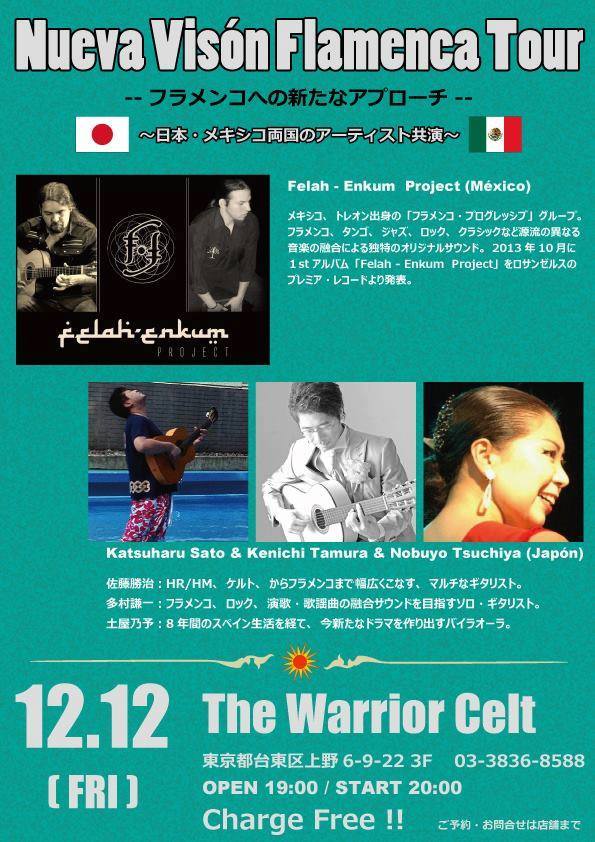 Nueva Visón Flamenca Tour
-- フラメンコへの新たなアプローチ --
～日本・メキシコ両国のアーティスト共演～
Felah - Enkum Project (México)
メキシコ、トレオン出身の「フラメンコ・プログレッシブ」グループ。
フラメンコ、タンゴ、ジャズ、ロック、クラシックなど源流の異なる
音楽の融合による独特のオリジナルサウンド。2013年10月に
1stアルバム「Felah - Enkum Project」をロサンゼルスの
プレミア・レコードより発表。
Felah-Enkum
PROJECT
Katsuharu Sato & Kenichi Tamura & Nobuyo Tsuchiya (Japón)
佐藤勝治：HR/HM、ケルト、からフラメンコまで幅広くこなす、マルチなギタリスト。
多村謙一：フラメンコ、ロック、演歌・歌謡曲の融合サウンドを目指すソロ・ギタリスト。
土屋乃予：8年間のスペイン生活を経て、今新たなドラマを作り出すバイラオーラ。
12.12
( FRI )
The Warrior Celt
東京都台東区上野6-9-22 3F 03-3836-8588
OPEN 19:00 / START 20:00
Charge Free !!
ご予約・お問合せは店舗まで